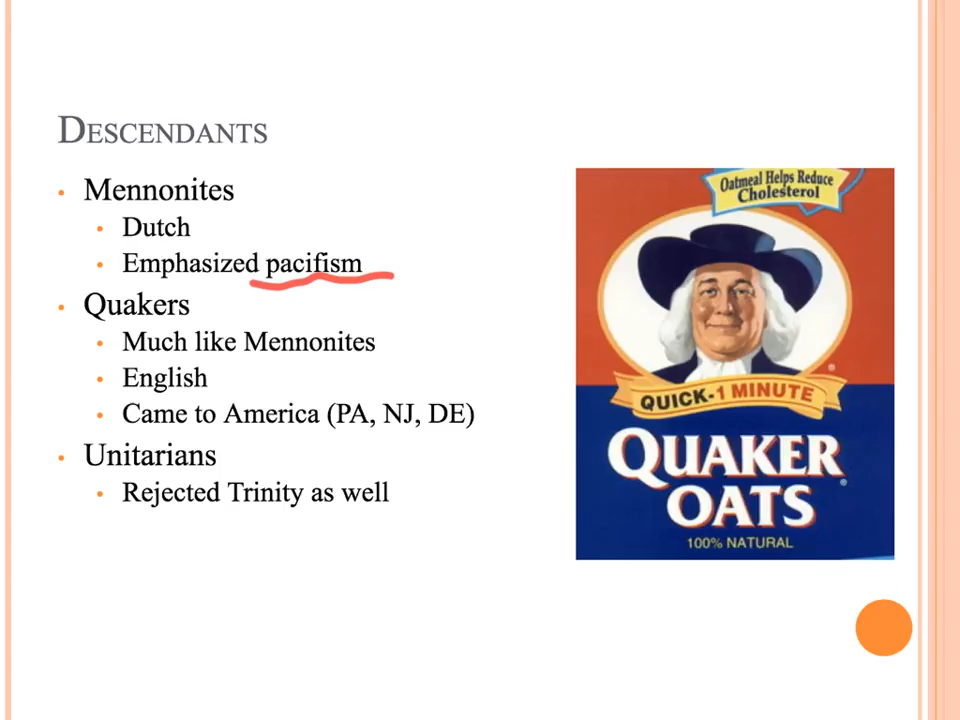 DESCENDANTS
• Mennonites
• Dutch
• Emphasized pacifism
• Quakers
• Much like Mennonites
• English
• Came to America (PA, NJ, DE)
• Unitarians
• Rejected Trinity as well
Oatmeal Helps Reduce
Cholesterol
®
QUICK-1 MINUTE
QUAKER
OATS®
100% NATURAL